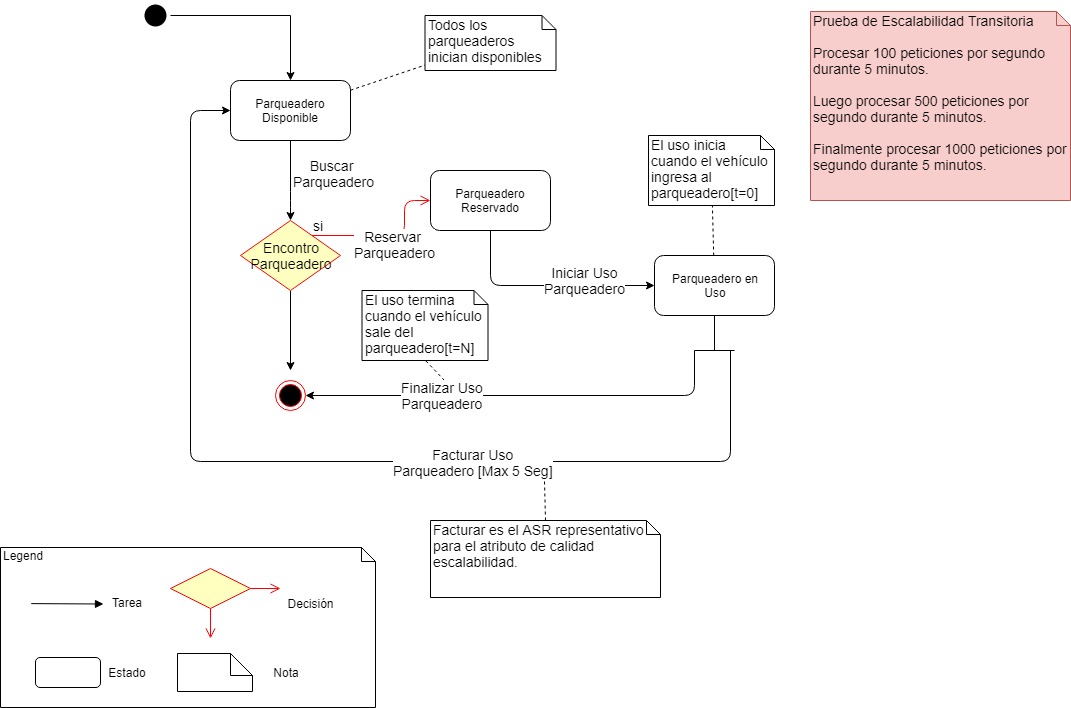 Todos los
parqueaderos
inician disponibles
Prueba de Escalabilidad Transitoria
Procesar 100 peticiones por segundo
durante 5 minutos.
Luego procesar 500 peticiones por
segundo durante 5 minutos.
Finalmente procesar 1000 peticiones por
segundo durante 5 minutos.
Parqueadero
Disponible
El uso inicia
cuando el vehículo
ingresa al
parqueadero[t=0]
Buscar
Parqueadero
Parqueadero
Reservado
si
Reservar
Parqueadero
Encontro
Parqueadero
Iniciar Uso
Parqueadero
Parqueadero en
Uso
El uso termina
cuando el vehículo
sale del
parqueadero[t=N]
Finalizar Uso
Parqueadero
Facturar Uso
Parqueadero [Max 5 Seg]
Facturar es el ASR representativo
para el atributo de calidad
escalabilidad.
Legend
Tarea
Decisión
Estado
Nota